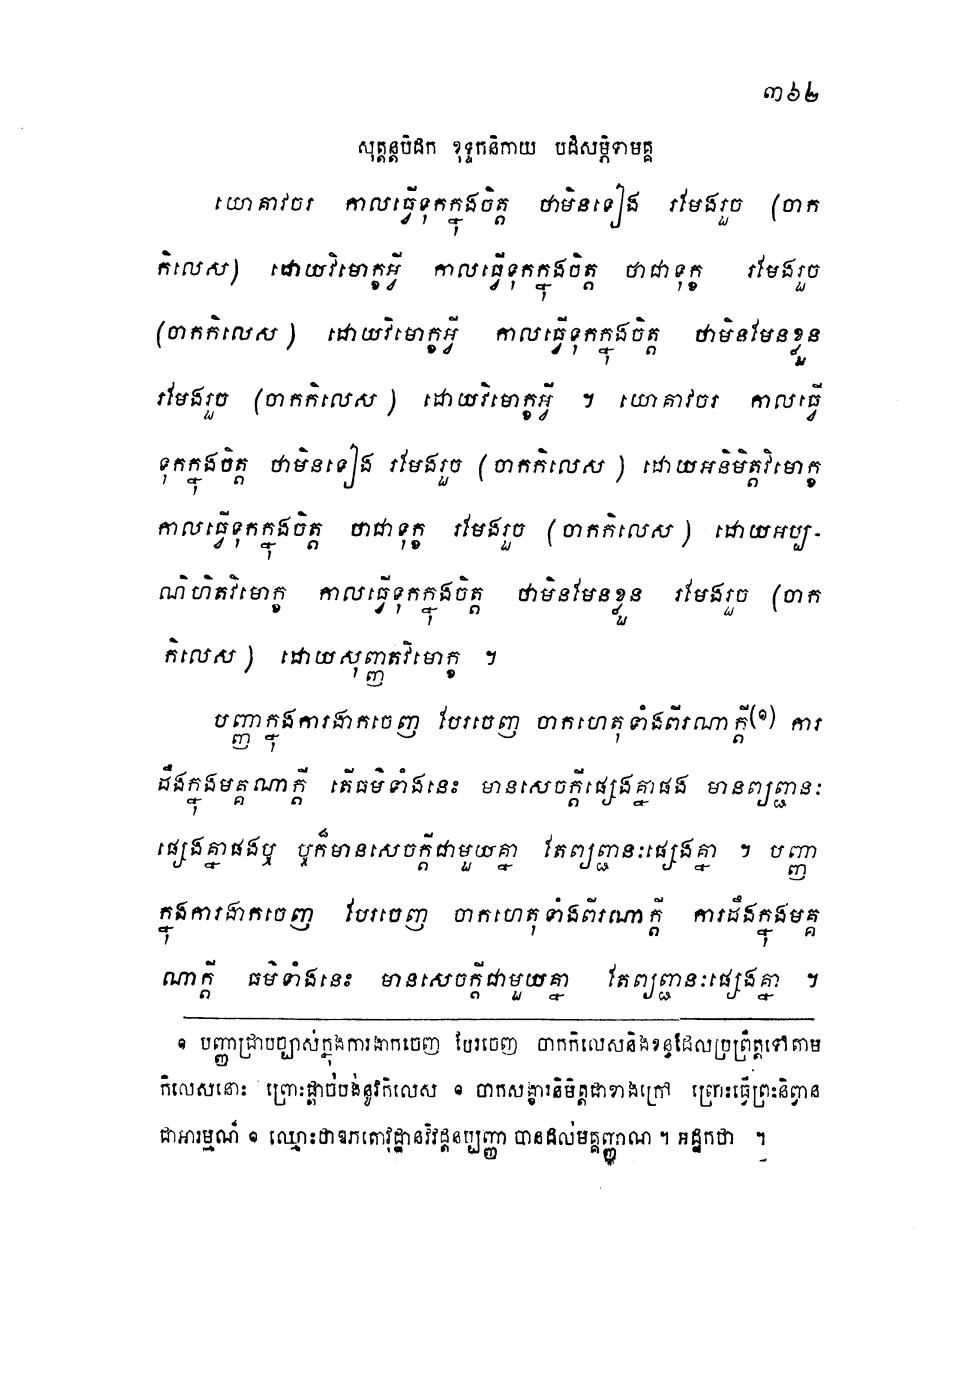 ៣៦២
សុត្តន្តបិដក ខុទ្ទកនិកាយ បដិសម្ភិទាមគ្គ
យោគាវចរ កាលធ្វើទុកក្នុងចិត្ត ថាមិនទៀង រមែងរួច (ចាក
កិលេស) ដោយវិមោក្ខអ្វី កាលធ្វើទុកក្នុងចិត្ត ថាជាទុក្ខ រមែងរួច
(ចាកកិលេស) ដោយវិមោក្ខអ្វី កាលធ្វើទុកក្នុងចិត្ត ថាមិនមែនខ្លួន
រមែងរួច (ចាកកិលេស) ដោយវិមោក្ខអ្វី ។ យោគាវចរ កាលធ្វើ
ទុកក្នុងចិត្ត ថាមិនទៀង រមែងរួច (ចាកកិលេស) ដោយអនិមិត្តវិមោក្ខ
កាលធ្វើទុកក្នុងចិត្ត ថាជាទុក្ខ រមែងរួច (ចាកកិលេស) ដោយអប្ប-
ណិហិតវិមោក្ខ កាលធ្វើទុកក្នុងចិត្ត ថាមិនមែនខ្លួន រមែងរួច (ចាក
កិលេស) ដោយសុញ្ញតវិមោក្ខ ។
បញ្ញាក្នុងការងាកចេញ បែរចេញ ចាកហេតុទាំងពីរណាក្តី(១) ការ
ដឹងក្នុងមគ្គណាក្តី តើធម៌ទាំងនេះ មានសេចក្តីផ្សេងគ្នាផង មានព្យព្ជានៈ
ផ្សេងគ្នាផងឬ ឬក៏មានសេចក្តីជាមួយគ្នា តែព្យព្ជានៈផ្សេងគ្នា ។ បញ្ញា
ក្នុងការងាកចេញ បែរចេញ ចាកហេតុទាំងពីរណាក្តី ការដឹងក្នុងមគ្គ
ណាក្តី ធម៌ទាំងនេះ មានសេចក្តីជាមួយគ្នា តែព្យព្ជានៈផ្សេងគ្នា ។
១ បញ្ញាជ្រាបច្បាស់ក្នុងការងាកចេញ បែរចេញ ចាកកិលេសនិងខន្ធដែលប្រព្រឹត្តទៅតាម
កិលេសនោះ ព្រោះផ្តាច់បង់នូវកិលេស ១ ចាកសង្ខារនិមិត្តជាខាងក្រៅ ព្រោះធ្វើព្រះនិព្វាន
ជាអារម្មណ៍ ១ ឈ្មោះថាឧភតោវុដ្ឋានវិវដ្តនប្បញ្ញា បានដល់មគ្គញ្ញាណ ។ អដ្ឋកថា ។